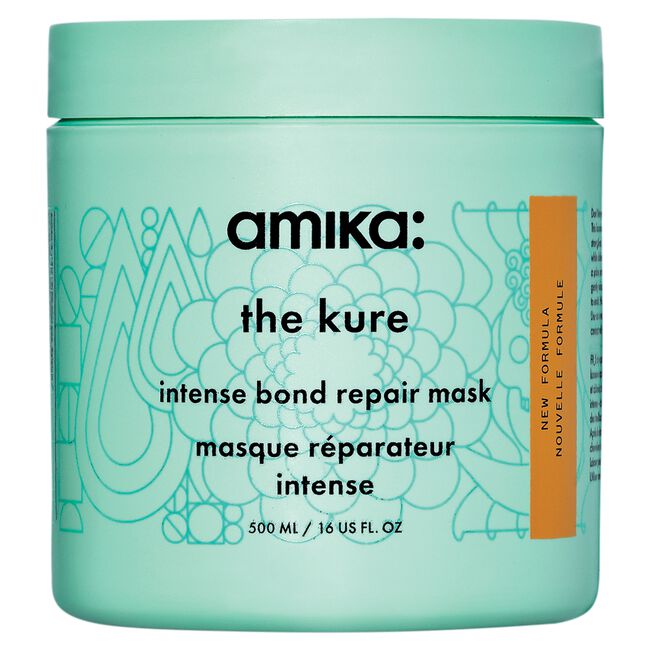 amika:
the kure
intense bond repair mask
masque réparateur
intense
500 ML / 16 US FL. OZ
NEW FORMULA
NOUVELLE FORMULE